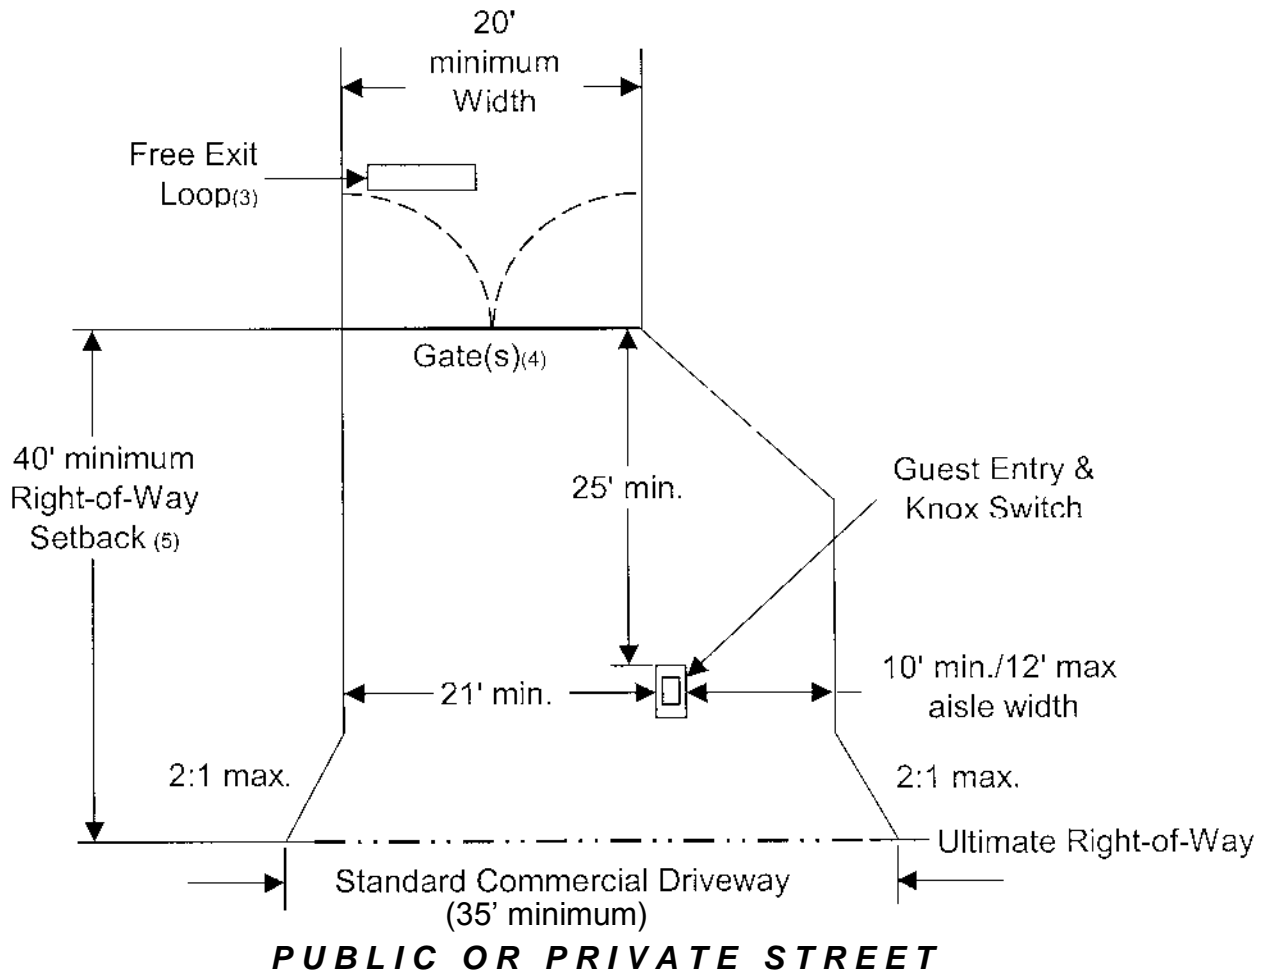 20'
minimum
Width
Free Exit
Loop(3)
Gate(s)(4)
40' minimum
Right-of-Way
Setback (5)
25' min.
Guest Entry &
Knox Switch
21' min.
10' min./12' max
aisle width
2:1 max.
2:1 max.
Ultimate Right-of-Way
Standard Commercial Driveway
(35’ minimum)
PUBLIC OR PRIVATE STREET